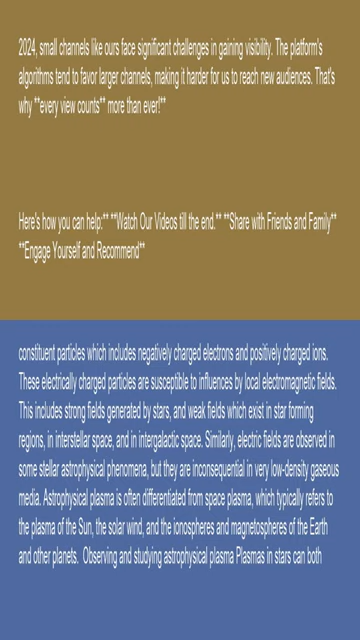 2024, small channels like ours face significant challenges in gaining visibility. The platform's
algorithms tend to favor larger channels, making it harder for us to reach new audiences. That's
why **every view counts** more than ever!**
Here's how you can help:** **Watch Our Videos till the end.** **Share with Friends and Family**
**Engage Yourself and Recommend**
constituent particles which includes negatively charged electrons and positively charged ions.
These electrically charged particles are susceptible to influences by local electromagnetic fields.
This includes strong fields generated by stars, and weak fields which exist in star forming
regions, in interstellar space, and in intergalactic space. Similarly, electric fields are observed in
some stellar astrophysical phenomena, but they are inconsequential in very low-density gaseous
media. Astrophysical plasma is often differentiated from space plasma, which typically refers to
the plasma of the Sun, the solar wind, and the ionospheres and magnetospheres of the Earth
and other planets.  Observing and studying astrophysical plasma Plasmas in stars can both